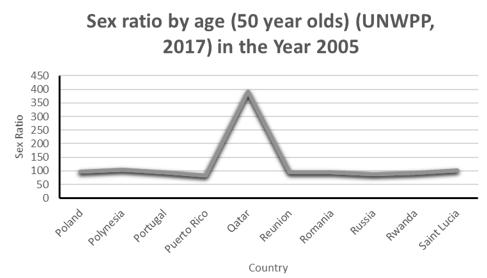 Sex ratio by age (50 year olds) (UNWPP,
2017) in the Year 2005
450
400
350
300
250
200
150
100
50
0
Sex Ratio
Poland
Polynesia
Portugal
Puerto Rico
Qatar
Reunion
Romania
Russia
Rwanda
Saint Lucia
Country